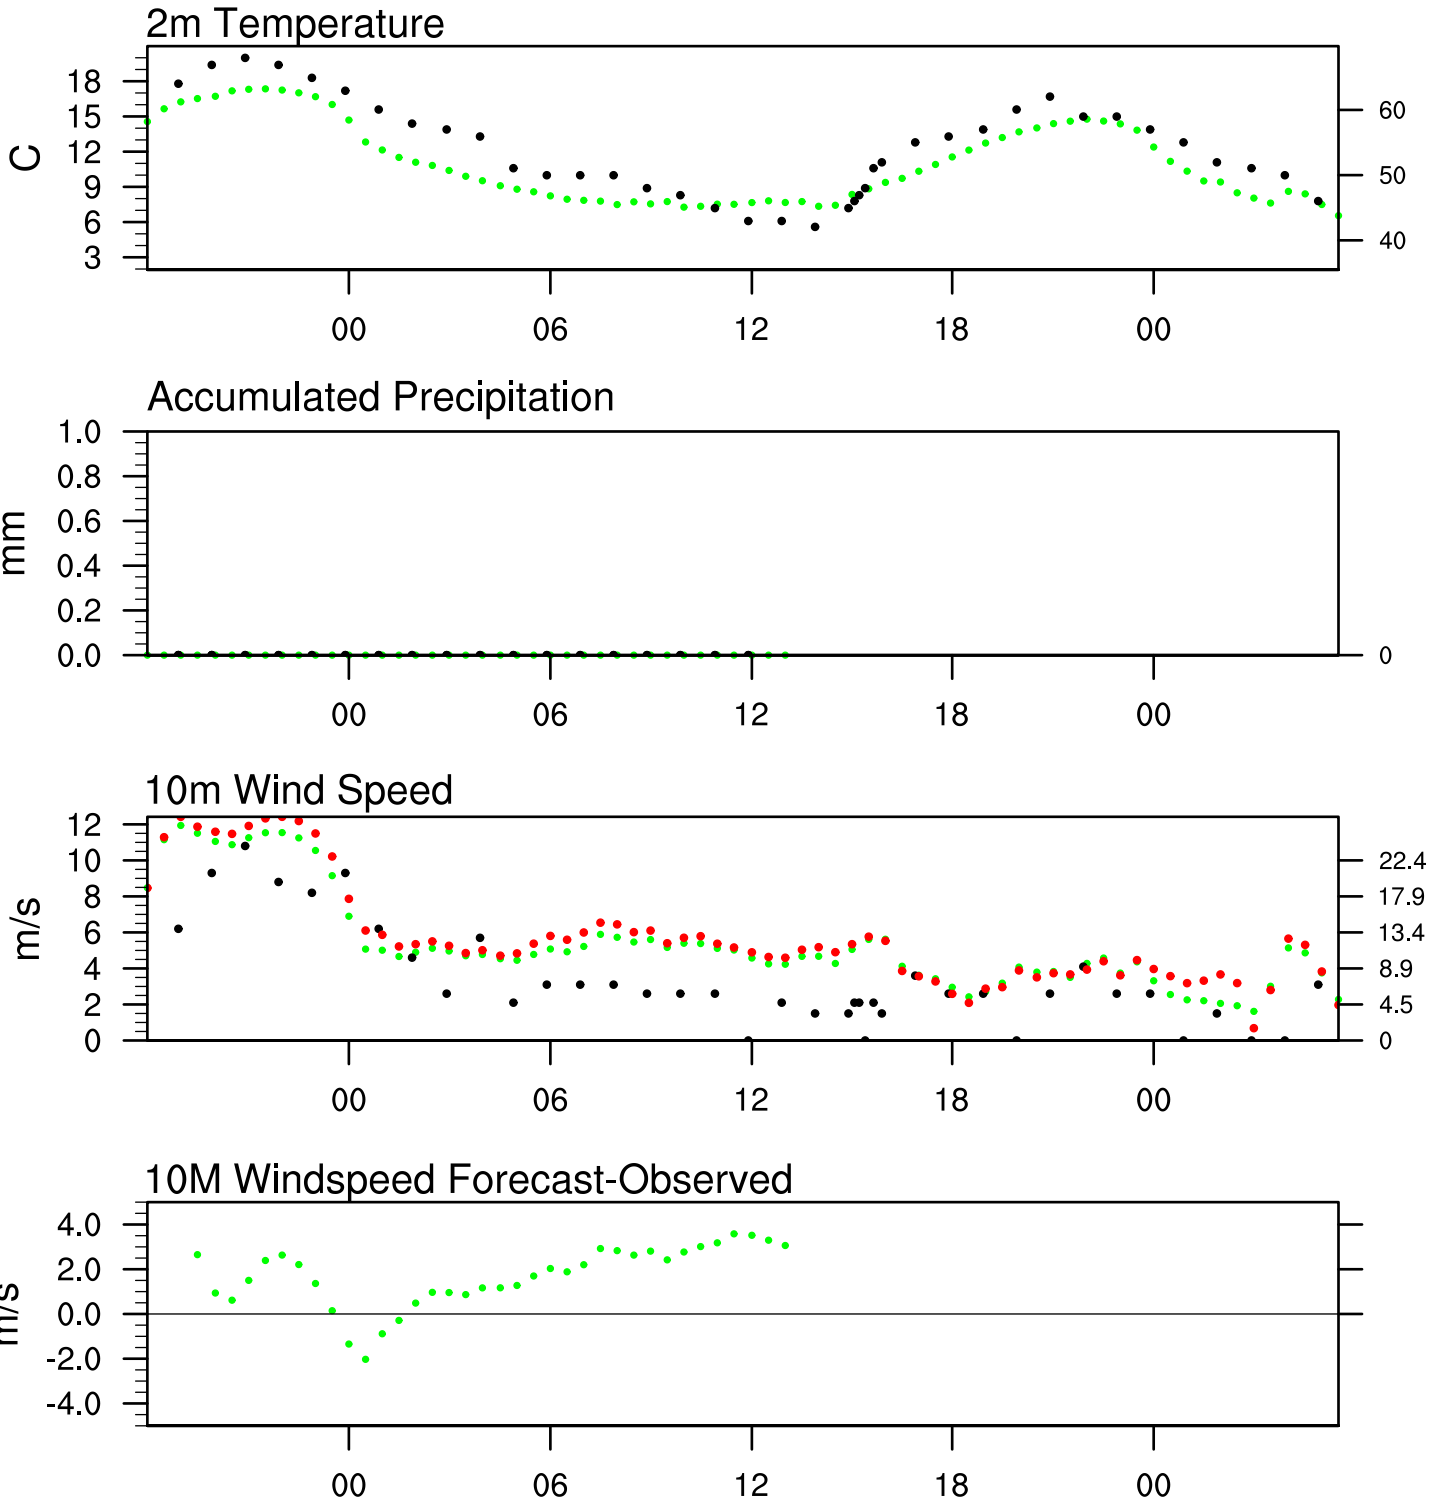 2m Temperature
18
15
12
9
6
3
C
60
50
40
00 06 12 18 00
Accumulated Precipitation
1.0
0.8
0.6
0.4
0.2
0.0
mm
0
00 06 12 18 00
10m Wind Speed
12
10
8
6
4
2
0
m/s
22.4
17.9
13.4
8.9
4.5
0
00 06 12 18 00
10M Windspeed Forecast-Observed
4.0
2.0
0.0
-2.0
-4.0
m/s
00 06 12 18 00